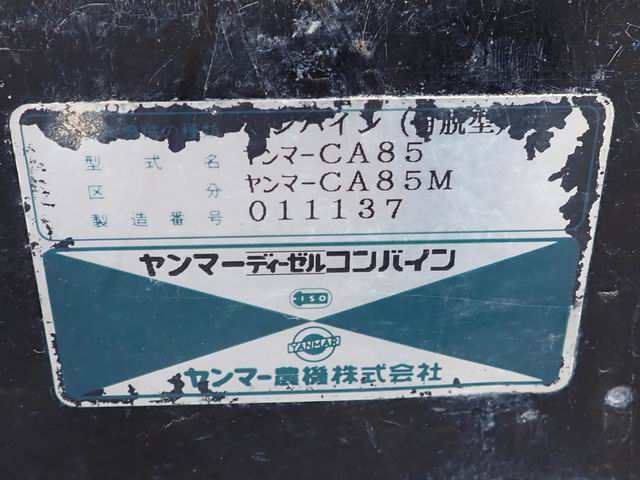 コンバイン（自脱型）
型式名 ヤンマーCA85
区分 ヤンマーCA85M
製造番号 011137
ヤンマーディーゼルコンバイン
ISO
YANMAR
ヤンマー農機株式会社